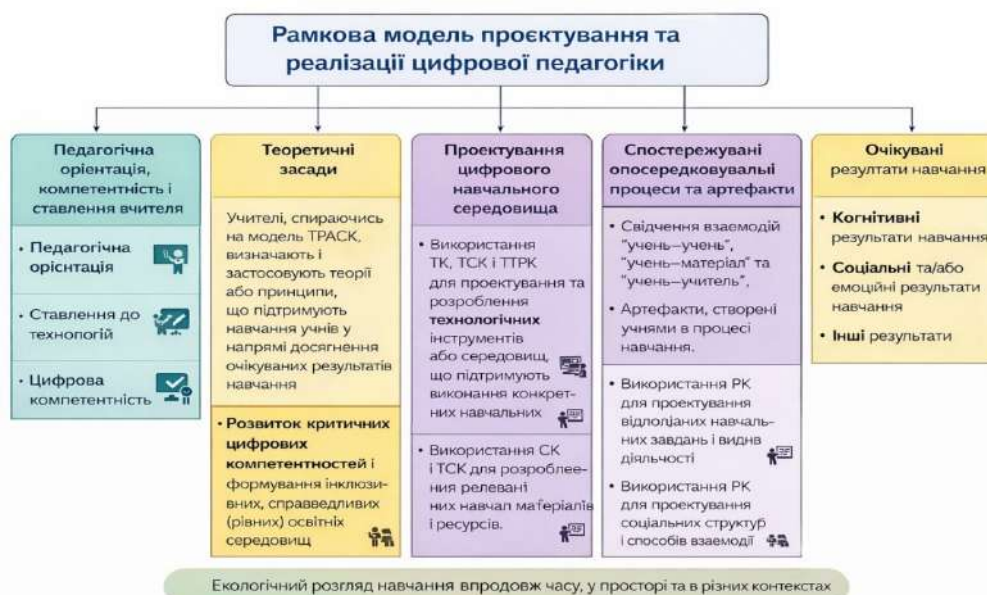 Рамкова модель проєктування та
реалізації цифрової педагогіки
Педагогічна
орієнтація,
компетентність і
ставлення вчителя
• Педагогічна
орієнтація
• Ставлення до
технологій
• Цифрова
компетентність
Теоретичні
засади
Учителі, спираючись
на модель ТРАСК,
визначають і
застосовують теорії
або принципи,
що підтримують
навчання учнів у
напрямі досягнення
очікуваних результатів
навчання
• Розвиток критичних
цифрових
компетентностей і
формування інклюзи-
вних, справедливих
(рівних) освітніх
середовищ
Проектування
цифрового
навчального
середовища
• Використання
ТК, ТСК і ТТРК
для проектування та
розроблення
технологічних
інструментів
або середовищ,
що підтримують
виконання конкрет-
них навчальних
• Використання СК
і ТСК для розроблее-
ния релевані
них навчал матеріалів
і ресурсів.
Спостережувані
опосередковувальі
процеси та артефакти
• Свідчення взаємодій
"учень–учень",
"учень–матеріал" та
"учень–учитель",
• Артефакти, створені
учнями в процесі
навчання.
• Використання РК
для проектування
навчаль-
них завдань і
діяльності
• Використання РК
для проектування
соціальних структур
і способів взаємодії
Очікувані
результати навчання
• Когнітивні
результати навчання
• Соціальні та/або
емоційні результати
навчання
• Інші результати
Екологічний розгляд навчання впродовж часу, у просторі та в різних контекстах